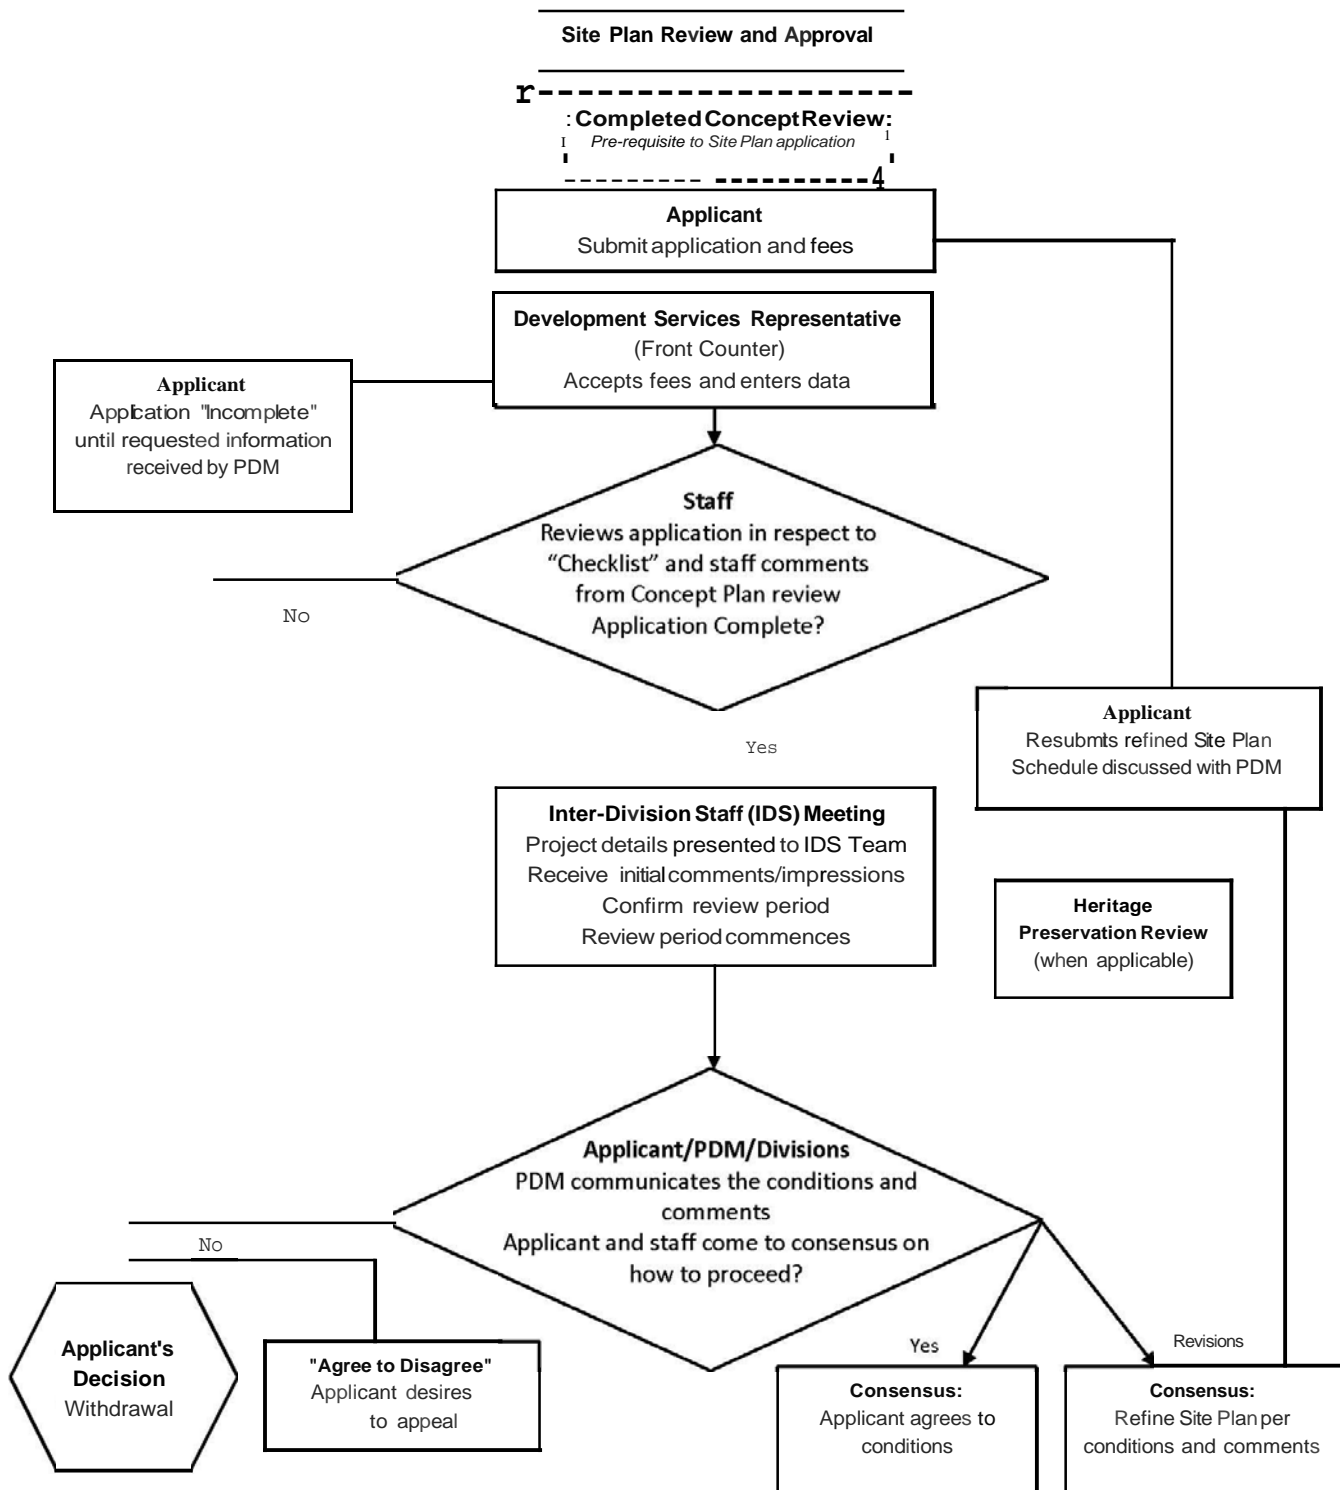 Site Plan Review and Approval
: Completed Concept Review:
Pre-requisite to Site Plan application
Applicant
Submit application and fees
Development Services Representative
(Front Counter)
Accepts fees and enters data
Applicant
Application "Incomplete"
until requested information
received by PDM
Staff
Reviews application in respect to
“Checklist” and staff comments
from Concept Plan review
Application Complete?
No
Yes
Applicant
Resubmts refined Site Plan
Schedule discussed with PDM
Inter-Division Staff (IDS) Meeting
Project details presented to IDS Team
Receive initial comments/impressions
Confirm review period
Review period commences
Heritage
Preservation Review
(when applicable)
Applicant/PDM/Divisions
PDM communicates the conditions and
comments
Applicant and staff come to consensus on
how to proceed?
No
Yes
Revisions
Applicant's
Decision
Withdrawal
"Agree to Disagree"
Applicant desires
to appeal
Consensus:
Applicant agrees to
conditions
Consensus:
Refine Site Plan per
conditions and comments